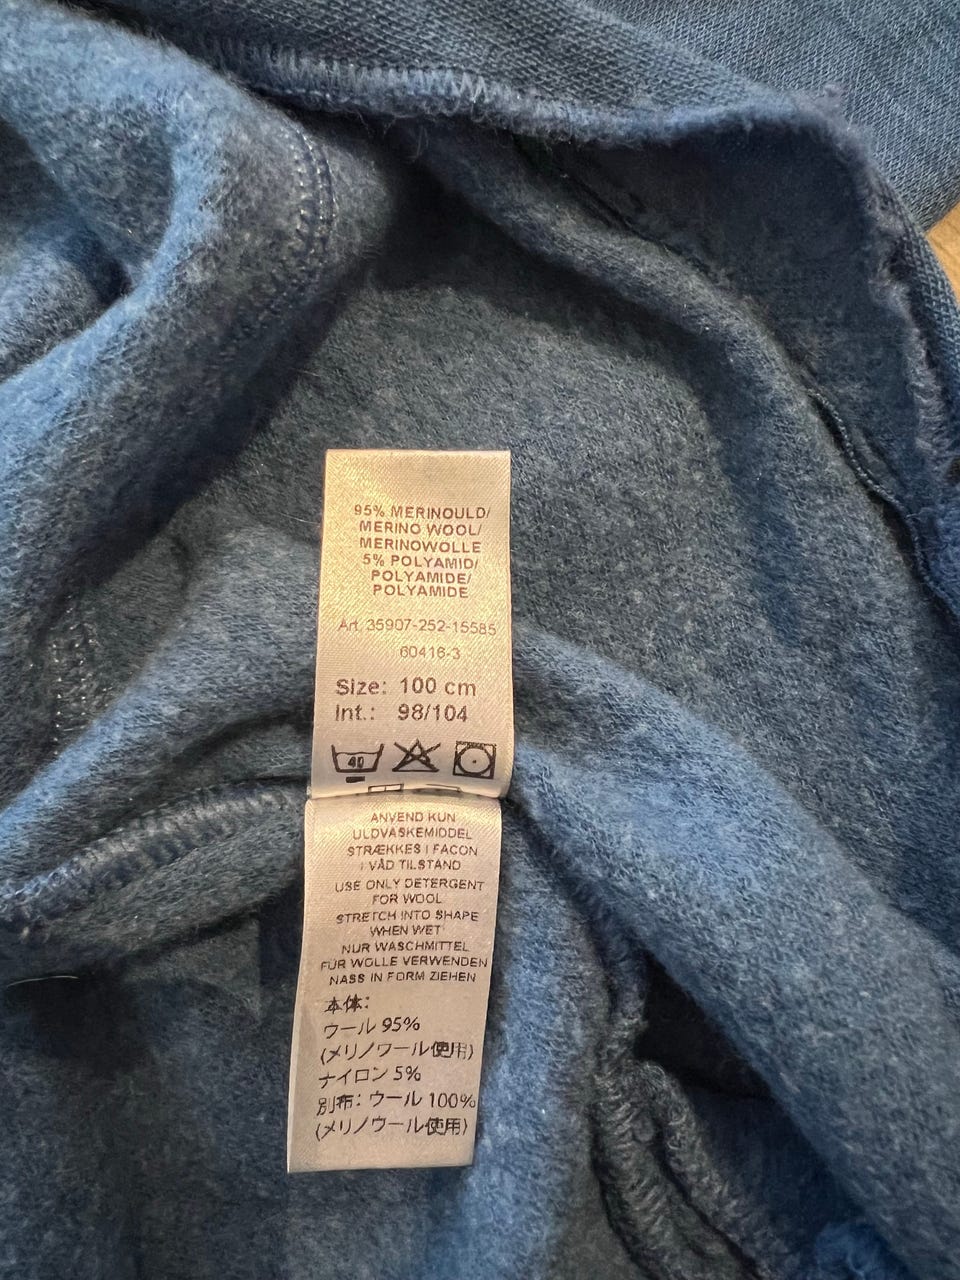 95% MERINOULD/
MERINO WOOL/
MERINOWOLLE
5% POLYAMID/
POLYAMIDE/
POLYAMIDE
Art. 35907-252-15585
60416-3
Size: 100 cm
Int.: 98/104
40
ANVEND KUN
ULDVASKEMIDDEL
STRÆKKES I FACON
I VÅD TILSTAND
USE ONLY DETERGENT
FOR WOOL
STRETCH INTO SHAPE
WHEN WET
NUR WASCHMITTEL
FÜR WOLLE VERWENDEN
NASS IN FORM ZIEHEN
本体:
ウール 95%
(メリノウール使用)
ナイロン 5%
別布: ウール 100%
(メリノウール使用)